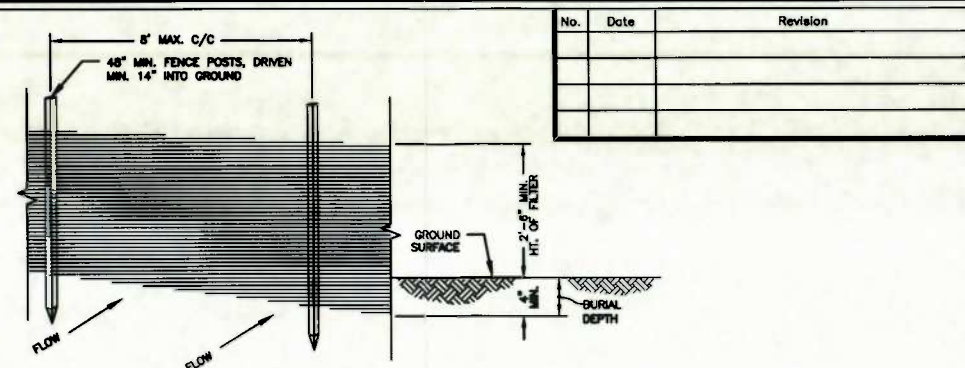 8' MAX. C/C
48" MIN. FENCE POSTS, DRIVEN
MIN. 14" INTO GROUND
No. Date Revision
2'-6" MIN.
HT. OF FILTER
GROUND
SURFACE
4"
MIN.
BURIAL
DEPTH
FLOW
FLOW